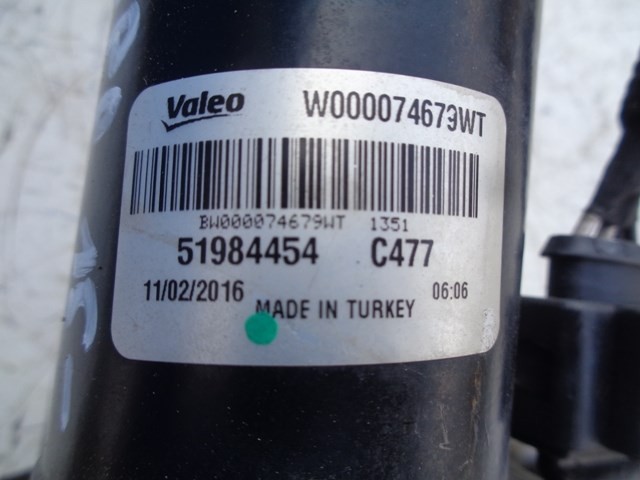 Valeo W000074679WT
BW000074679WT 1351
51984454 C477
11/02/2016 MADE IN TURKEY 06:06